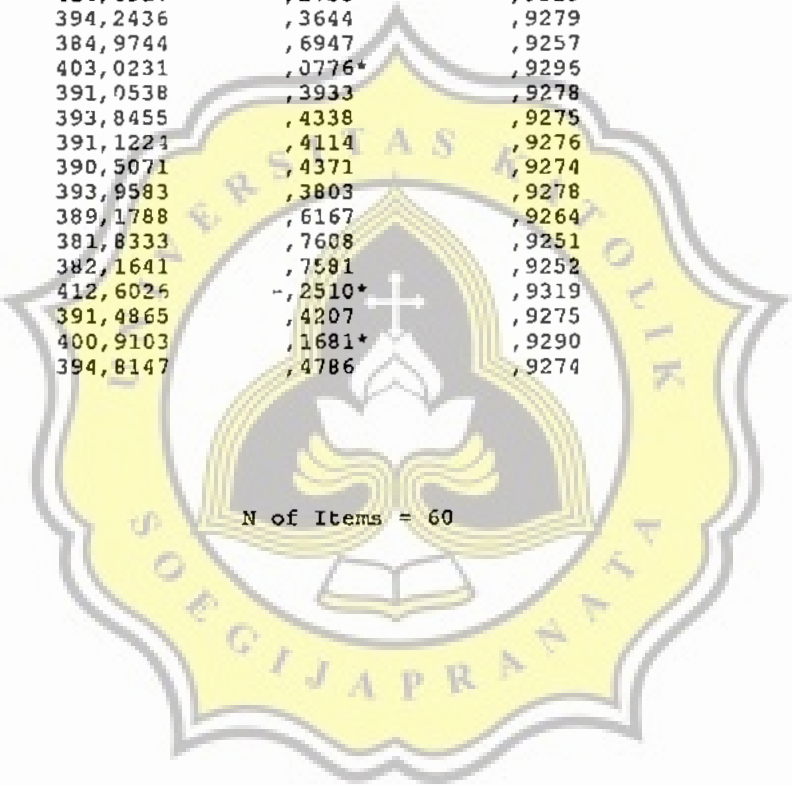 394,2436 ,3644 ,9279
384,9744 ,6947 ,9257
403,0231 ,0776* ,9295
391,0538 ,3933 ,9278
393,8455 ,4338 ,9275
391,1224 ,4114 ,9276
390,5071 ,4371 ,9274
393,9583 ,3803 ,9278
389,1788 ,6167 ,9264
381,8333 ,7608 ,9251
382,1641 ,7581 ,9252
412,6026 -,2510* ,9319
391,4865 ,4207 ,9275
400,9103 ,1681* ,9290
394,8147 ,4786 ,9274
N of Items = 60
UNIVERSITAS KATOLIK
SOEGIJAPRANATA